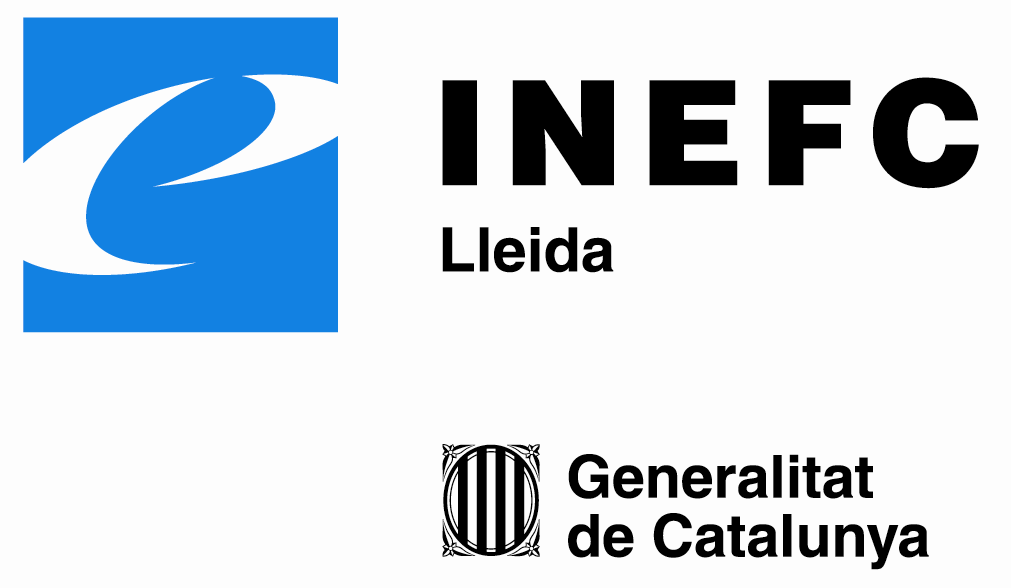 INEFC
Lleida
Generalitat
de Catalunya